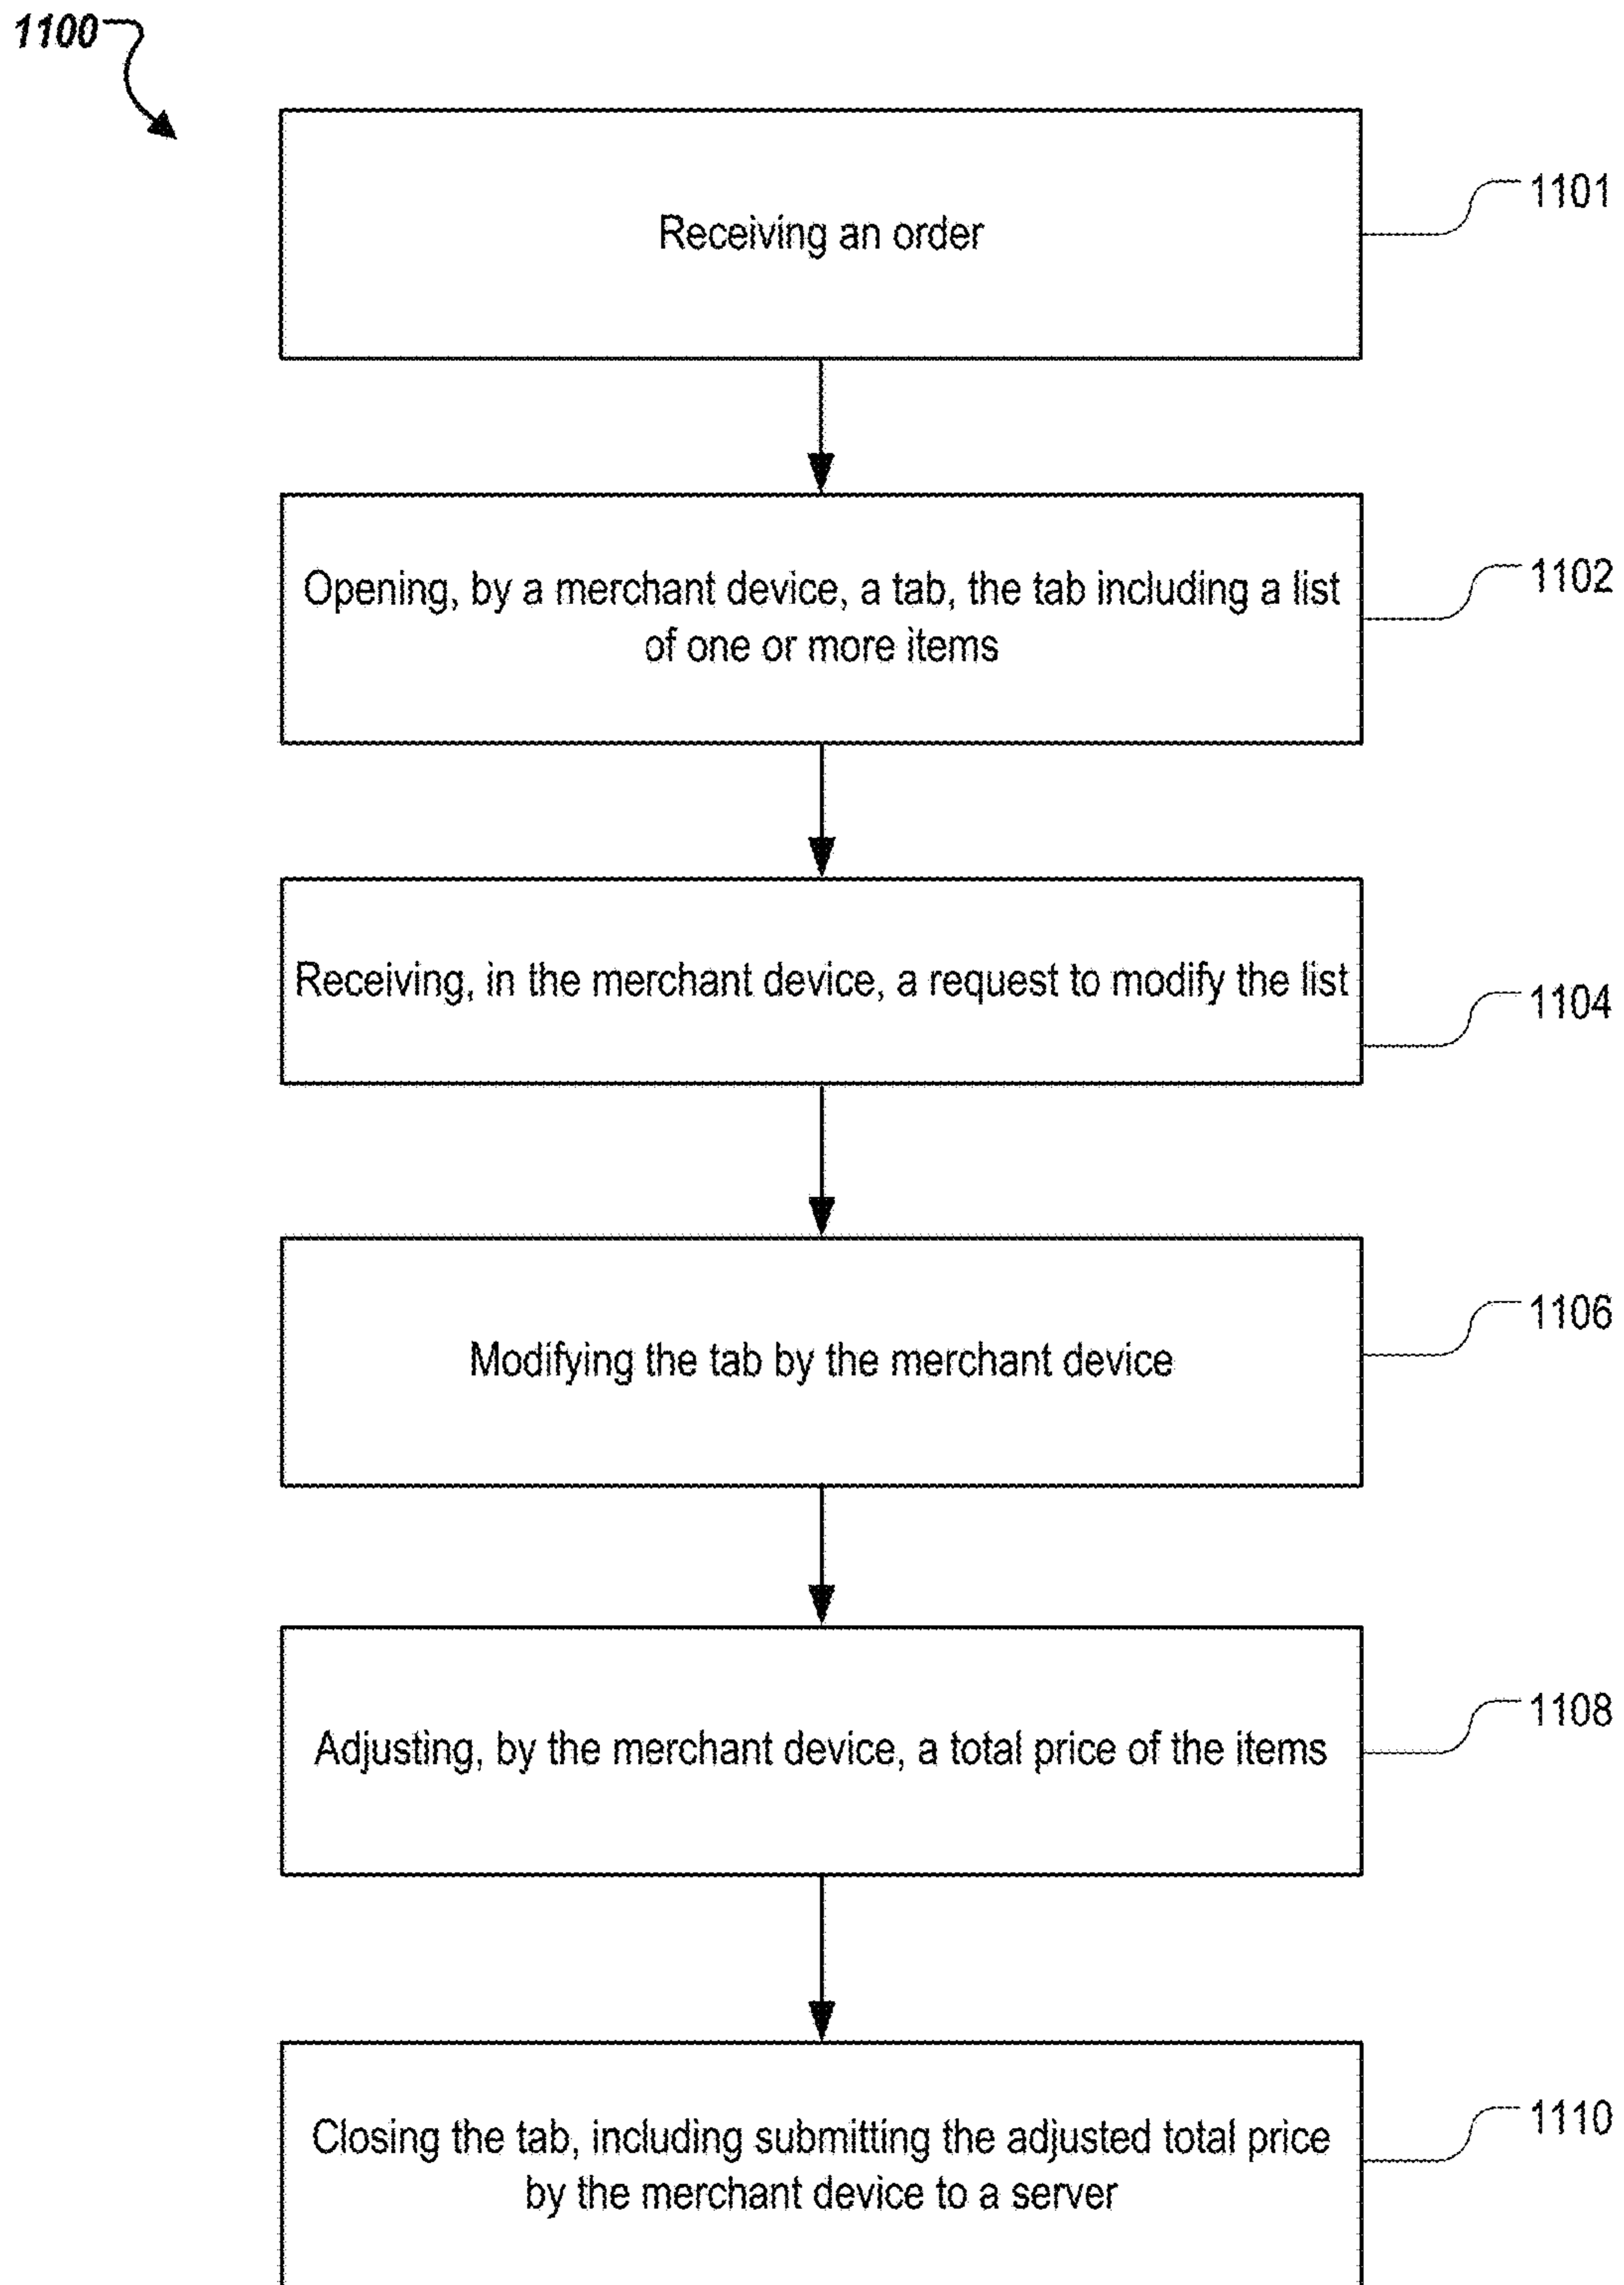 1100
Receiving an order
1101
Opening, by a merchant device, a tab, the tab including a list
of one or more items
1102
Receiving, in the merchant device, a request to modify the list
1104
Modifying the tab by the merchant device
1106
Adjusting, by the merchant device, a total price of the items
1108
Closing the tab, including submitting the adjusted total price
by the merchant device to a server
1110